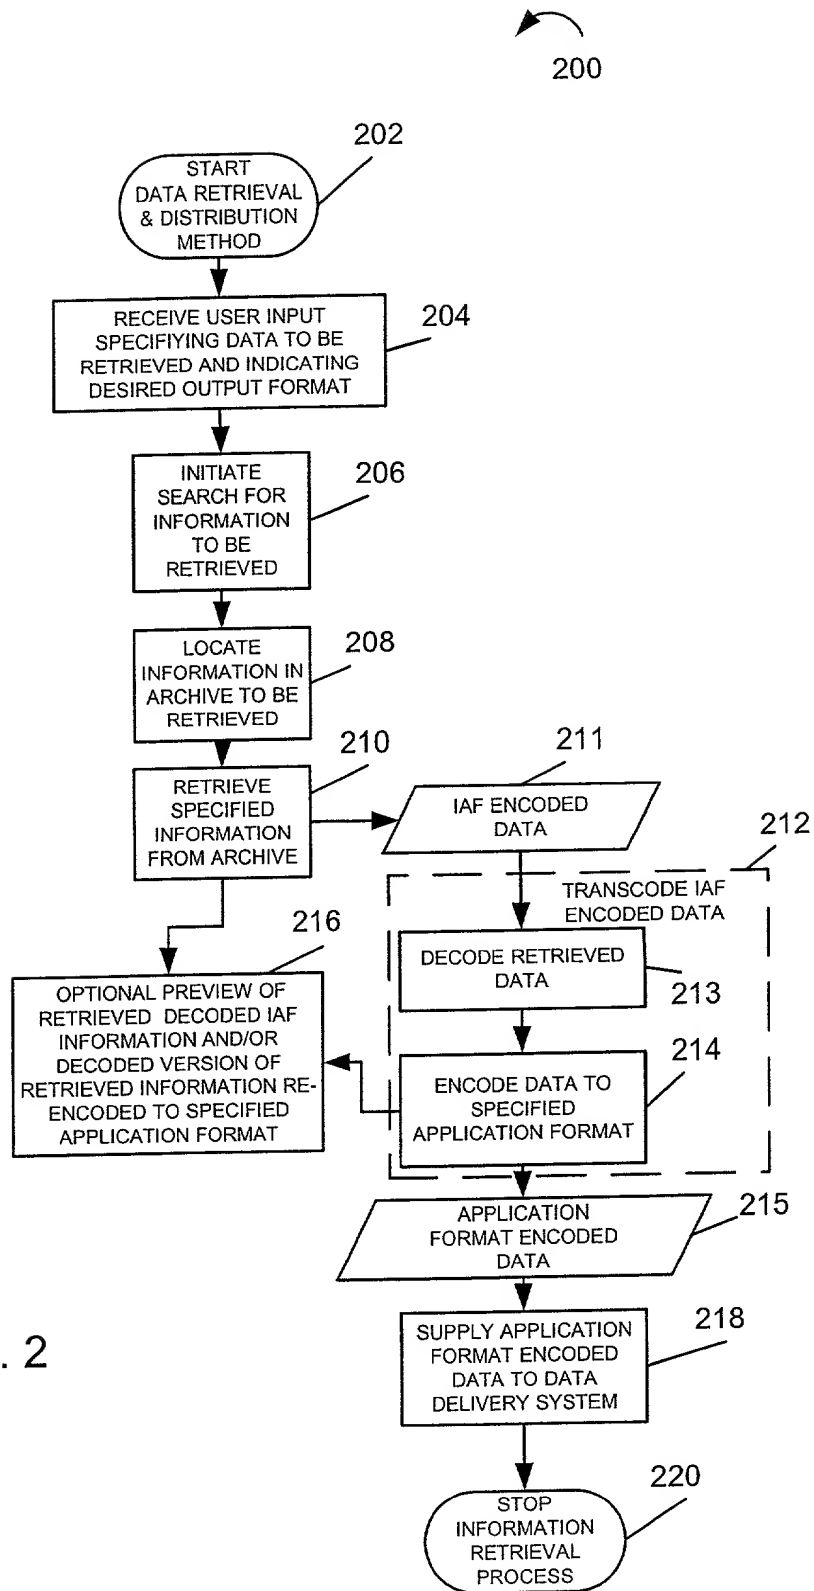 200
202
START
DATA RETRIEVAL
& DISTRIBUTION
METHOD
RECEIVE USER INPUT
SPECIFIYING DATA TO BE
RETRIEVED AND INDICATING
DESIRED OUTPUT FORMAT
204
INITIATE
SEARCH FOR
INFORMATION
TO BE
RETRIEVED
206
LOCATE
INFORMATION IN
ARCHIVE TO BE
RETRIEVED
208
RETRIEVE
SPECIFIED
INFORMATION
FROM ARCHIVE
210
211
IAF ENCODED
DATA
212
TRANSCODE IAF
ENCODED DATA
DECODE RETRIEVED
DATA
213
216
OPTIONAL PREVIEW OF
RETRIEVED DECODED IAF
INFORMATION AND/OR
DECODED VERSION OF
RETRIEVED INFORMATION RE-
ENCODED TO SPECIFIED
APPLICATION FORMAT
214
ENCODE DATA TO
SPECIFIED
APPLICATION FORMAT
APPLICATION
FORMAT ENCODED
DATA
215
SUPPLY APPLICATION
FORMAT ENCODED
DATA TO DATA
DELIVERY SYSTEM
218
. 2
STOP
INFORMATION
RETRIEVAL
PROCESS
220